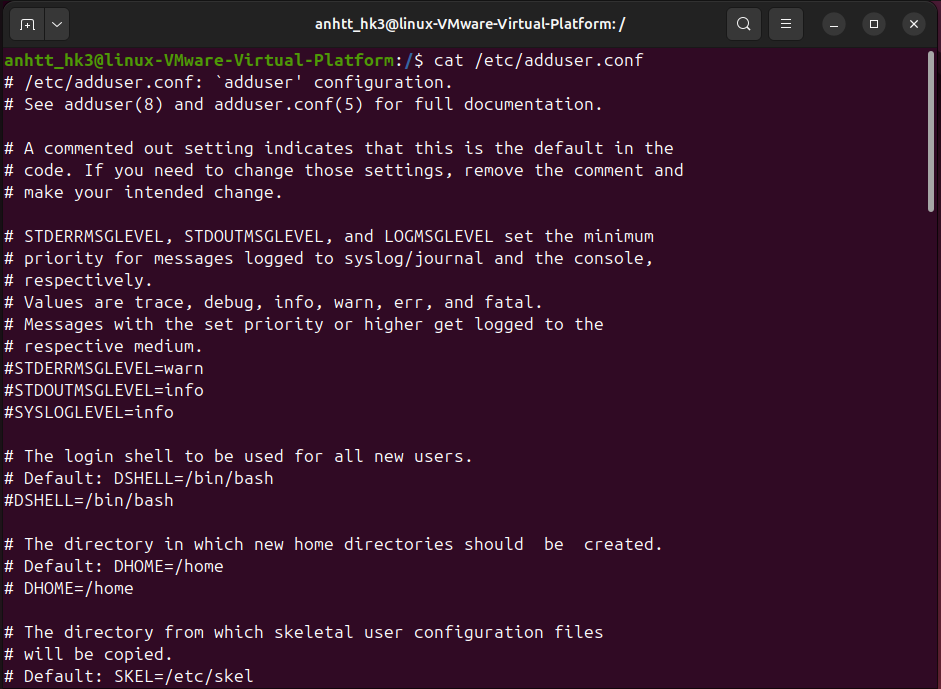 anhtt_hk3@linux-VMware-Virtual-Platform: /
anhtt_hk3@linux-VMware-Virtual-Platform:/$ cat /etc/adduser.conf
# /etc/adduser.conf: `adduser' configuration.
# See adduser(8) and adduser.conf(5) for full documentation.
# A commented out setting indicates that this is the default in the
# code. If you need to change those settings, remove the comment and
# make your intended change.
# STDERRMSGLEVEL, STDOUTMSGLEVEL, and LOGMSGLEVEL set the minimum
# priority for messages logged to syslog/journal and the console,
# respectively.
# Values are trace, debug, info, warn, err, and fatal.
# Messages with the set priority or higher get logged to the
# respective medium.
#STDERRMSGLEVEL=warn
#STDOUTMSGLEVEL=info
#SYSLOGLEVEL=info
# The login shell to be used for all new users.
# Default: DSHELL=/bin/bash
#DSHELL=/bin/bash
# The directory in which new home directories should  be  created.
# Default: DHOME=/home
# DHOME=/home
# The directory from which skeletal user configuration files
# will be copied.
# Default: SKEL=/etc/skel